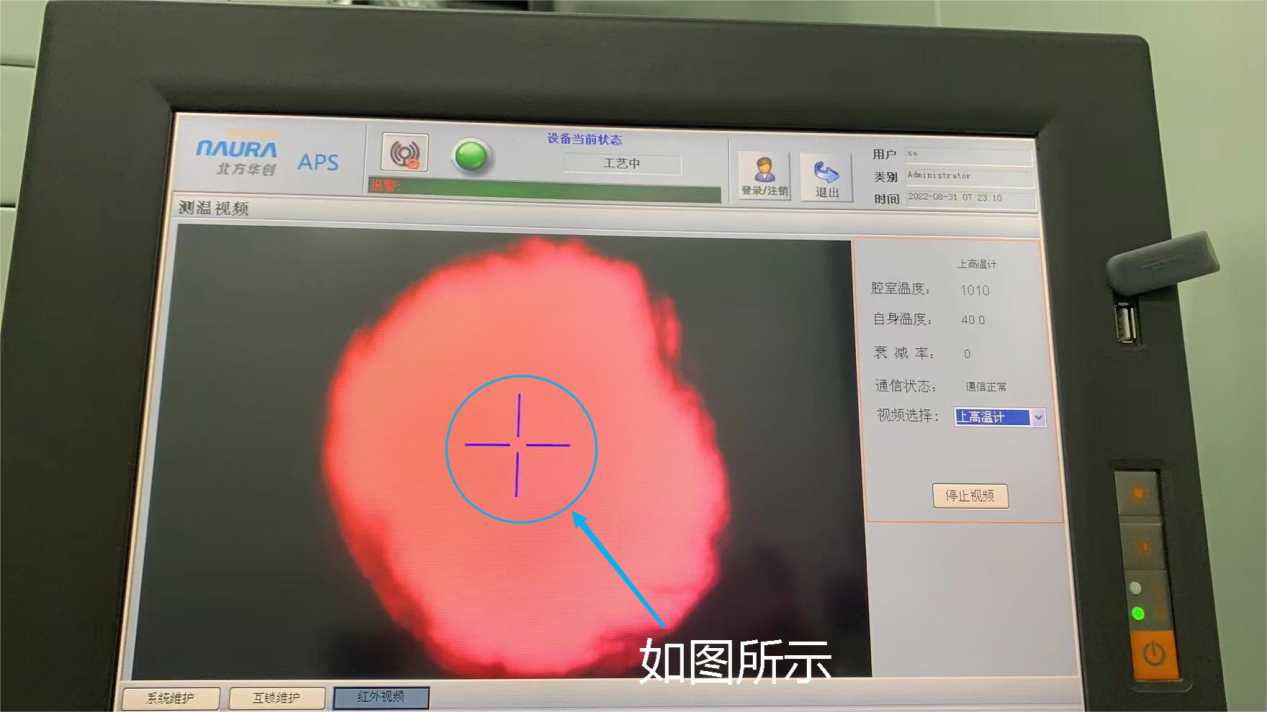 NAURA
北方华创
APS
设备当前状态
工艺中
报警:
登录/注销
退出
用户 sa
类别 Administrator
时间 2022-08-31 07 23.10
测温视频
上高温计
腔室温度: 1010
自身温度: 40.0
衰 减 率: 0
通信状态: 通信正常
视频选择: 上高温计
停止视频
如图所示
系统维护
互锁维护
红外视频